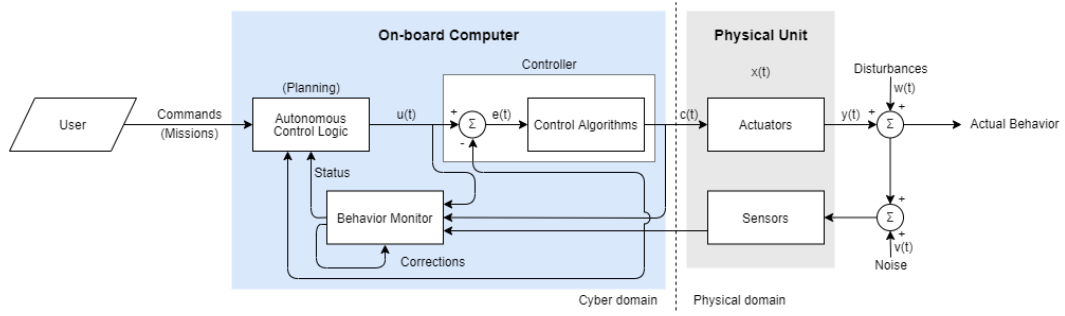 On-board Computer
Physical Unit
Controller
x(t)
Disturbances
w(t)
(Planning)
User
Commands
(Missions)
Autonomous
Control Logic
u(t)
+
Σ
-
e(t)
Control Algorithms
c(t)
Actuators
y(t)
+
+
Σ
Actual Behavior
Status
Behavior Monitor
Sensors
+
Σ
+
v(t)
Corrections
Noise
Cyber domain
Physical domain